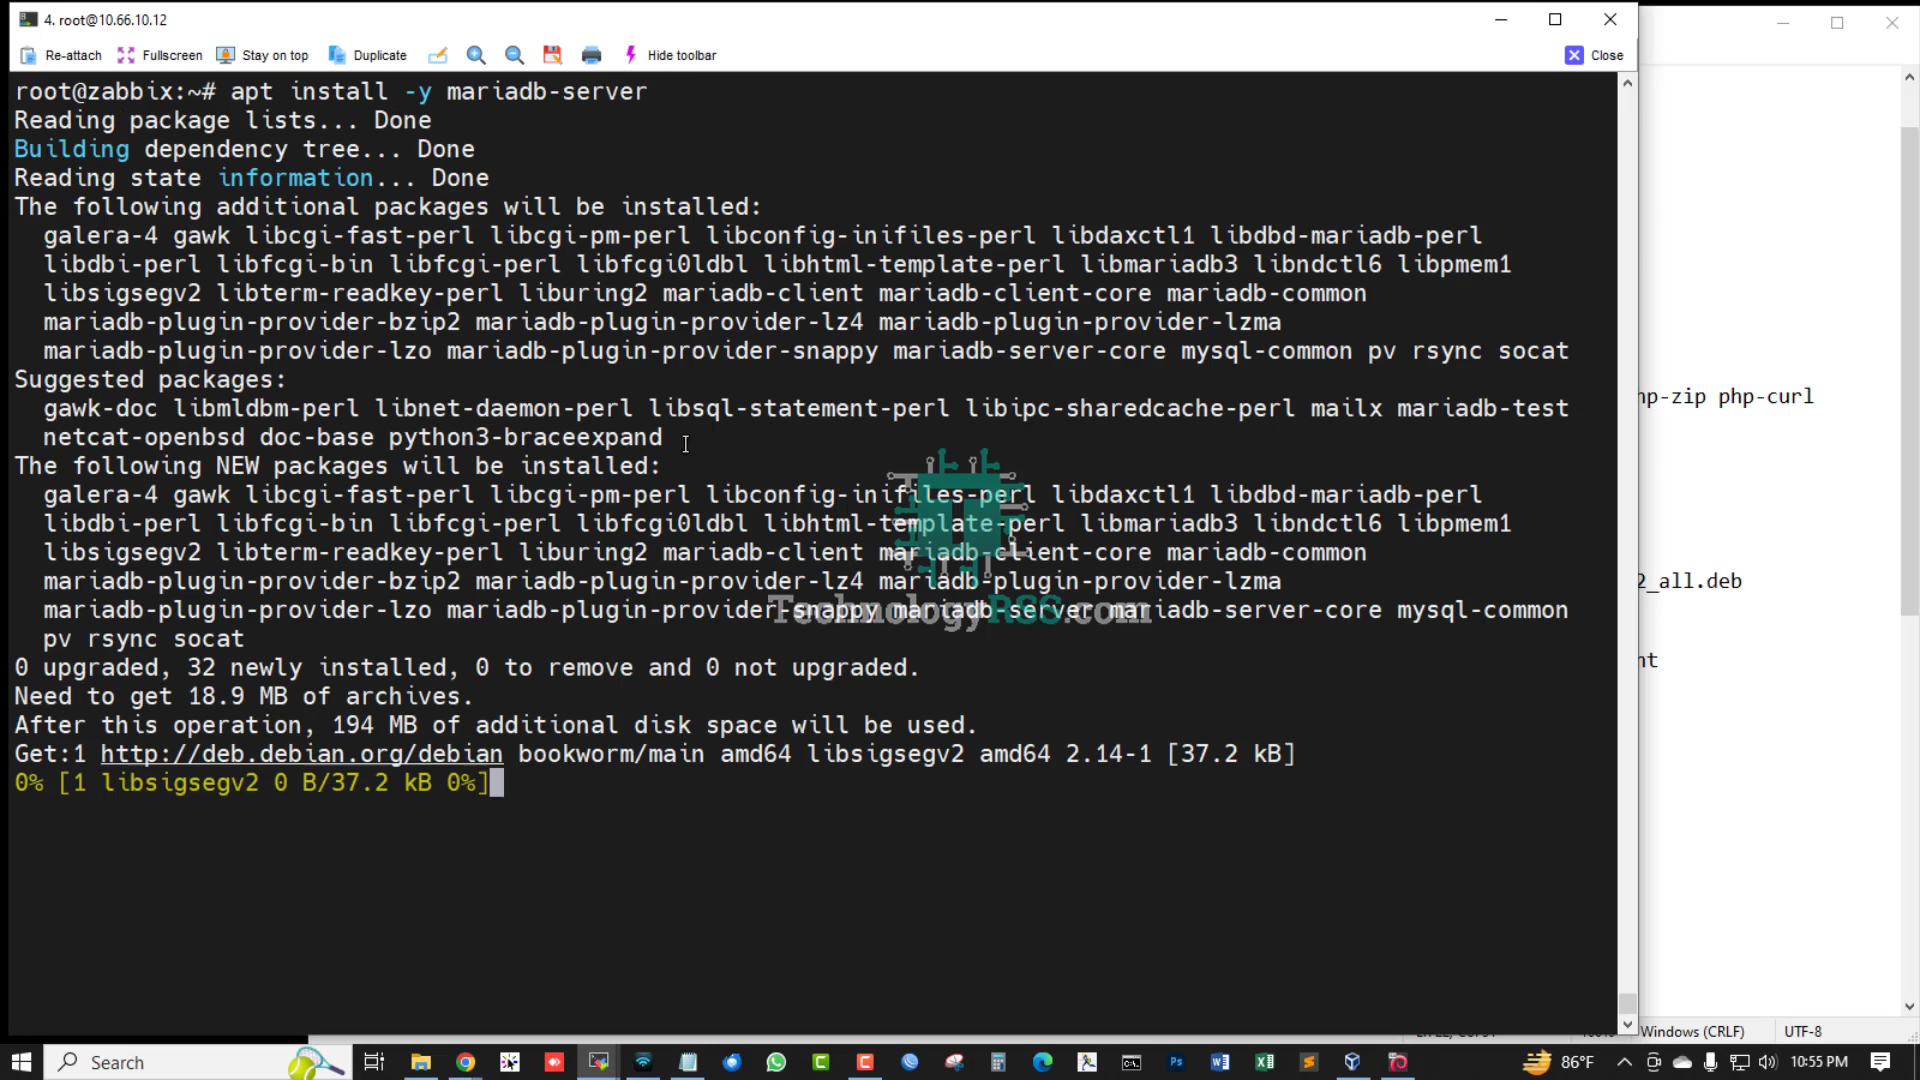 4. root@10.66.10.12
Re-attach Fullscreen Stay on top Duplicate Hide toolbar Close
root@zabbix:~# apt install -y mariadb-server
Reading package lists... Done
Building dependency tree... Done
Reading state information... Done
The following additional packages will be installed:
galera-4 gawk libcgi-fast-perl libcgi-pm-perl libconfig-inifiles-perl libdaxctl1 libdbd-mariadb-perl
libdbi-perl libfcgi-bin libfcgi-perl libfcgi0ldbl libhtml-template-perl libmariadb3 libndctl6 libpmem1
libsigsegv2 libterm-readkey-perl liburing2 mariadb-client mariadb-client-core mariadb-common
mariadb-plugin-provider-bzip2 mariadb-plugin-provider-lz4 mariadb-plugin-provider-lzma
mariadb-plugin-provider-lzo mariadb-plugin-provider-snappy mariadb-server-core mysql-common pv rsync socat
Suggested packages:
gawk-doc libmldbm-perl libnet-daemon-perl libsql-statement-perl libipc-sharedcache-perl mailx mariadb-test
netcat-openbsd doc-base python3-braceexpand
The following NEW packages will be installed:
galera-4 gawk libcgi-fast-perl libcgi-pm-perl libconfig-inifiles-perl libdaxctl1 libdbd-mariadb-perl
libdbi-perl libfcgi-bin libfcgi-perl libfcgi0ldbl libhtml-template-perl libmariadb3 libndctl6 libpmem1
libsigsegv2 libterm-readkey-perl liburing2 mariadb-client mariadb-client-core mariadb-common
mariadb-plugin-provider-bzip2 mariadb-plugin-provider-lz4 mariadb-plugin-provider-lzma
mariadb-plugin-provider-lzo mariadb-plugin-provider-snappy mariadb-server mariadb-server-core mysql-common
pv rsync socat
0 upgraded, 32 newly installed, 0 to remove and 0 not upgraded.
Need to get 18.9 MB of archives.
After this operation, 194 MB of additional disk space will be used.
Get:1 http://deb.debian.org/debian bookworm/main amd64 libsigsegv2 amd64 2.14-1 [37.2 kB]
0% [1 libsigsegv2 0 B/37.2 kB 0%]
TechnologyRSS.com
hp-zip php-curl
2_all.deb
nt
Windows (CRLF) UTF-8
Search
86°F
10:55 PM